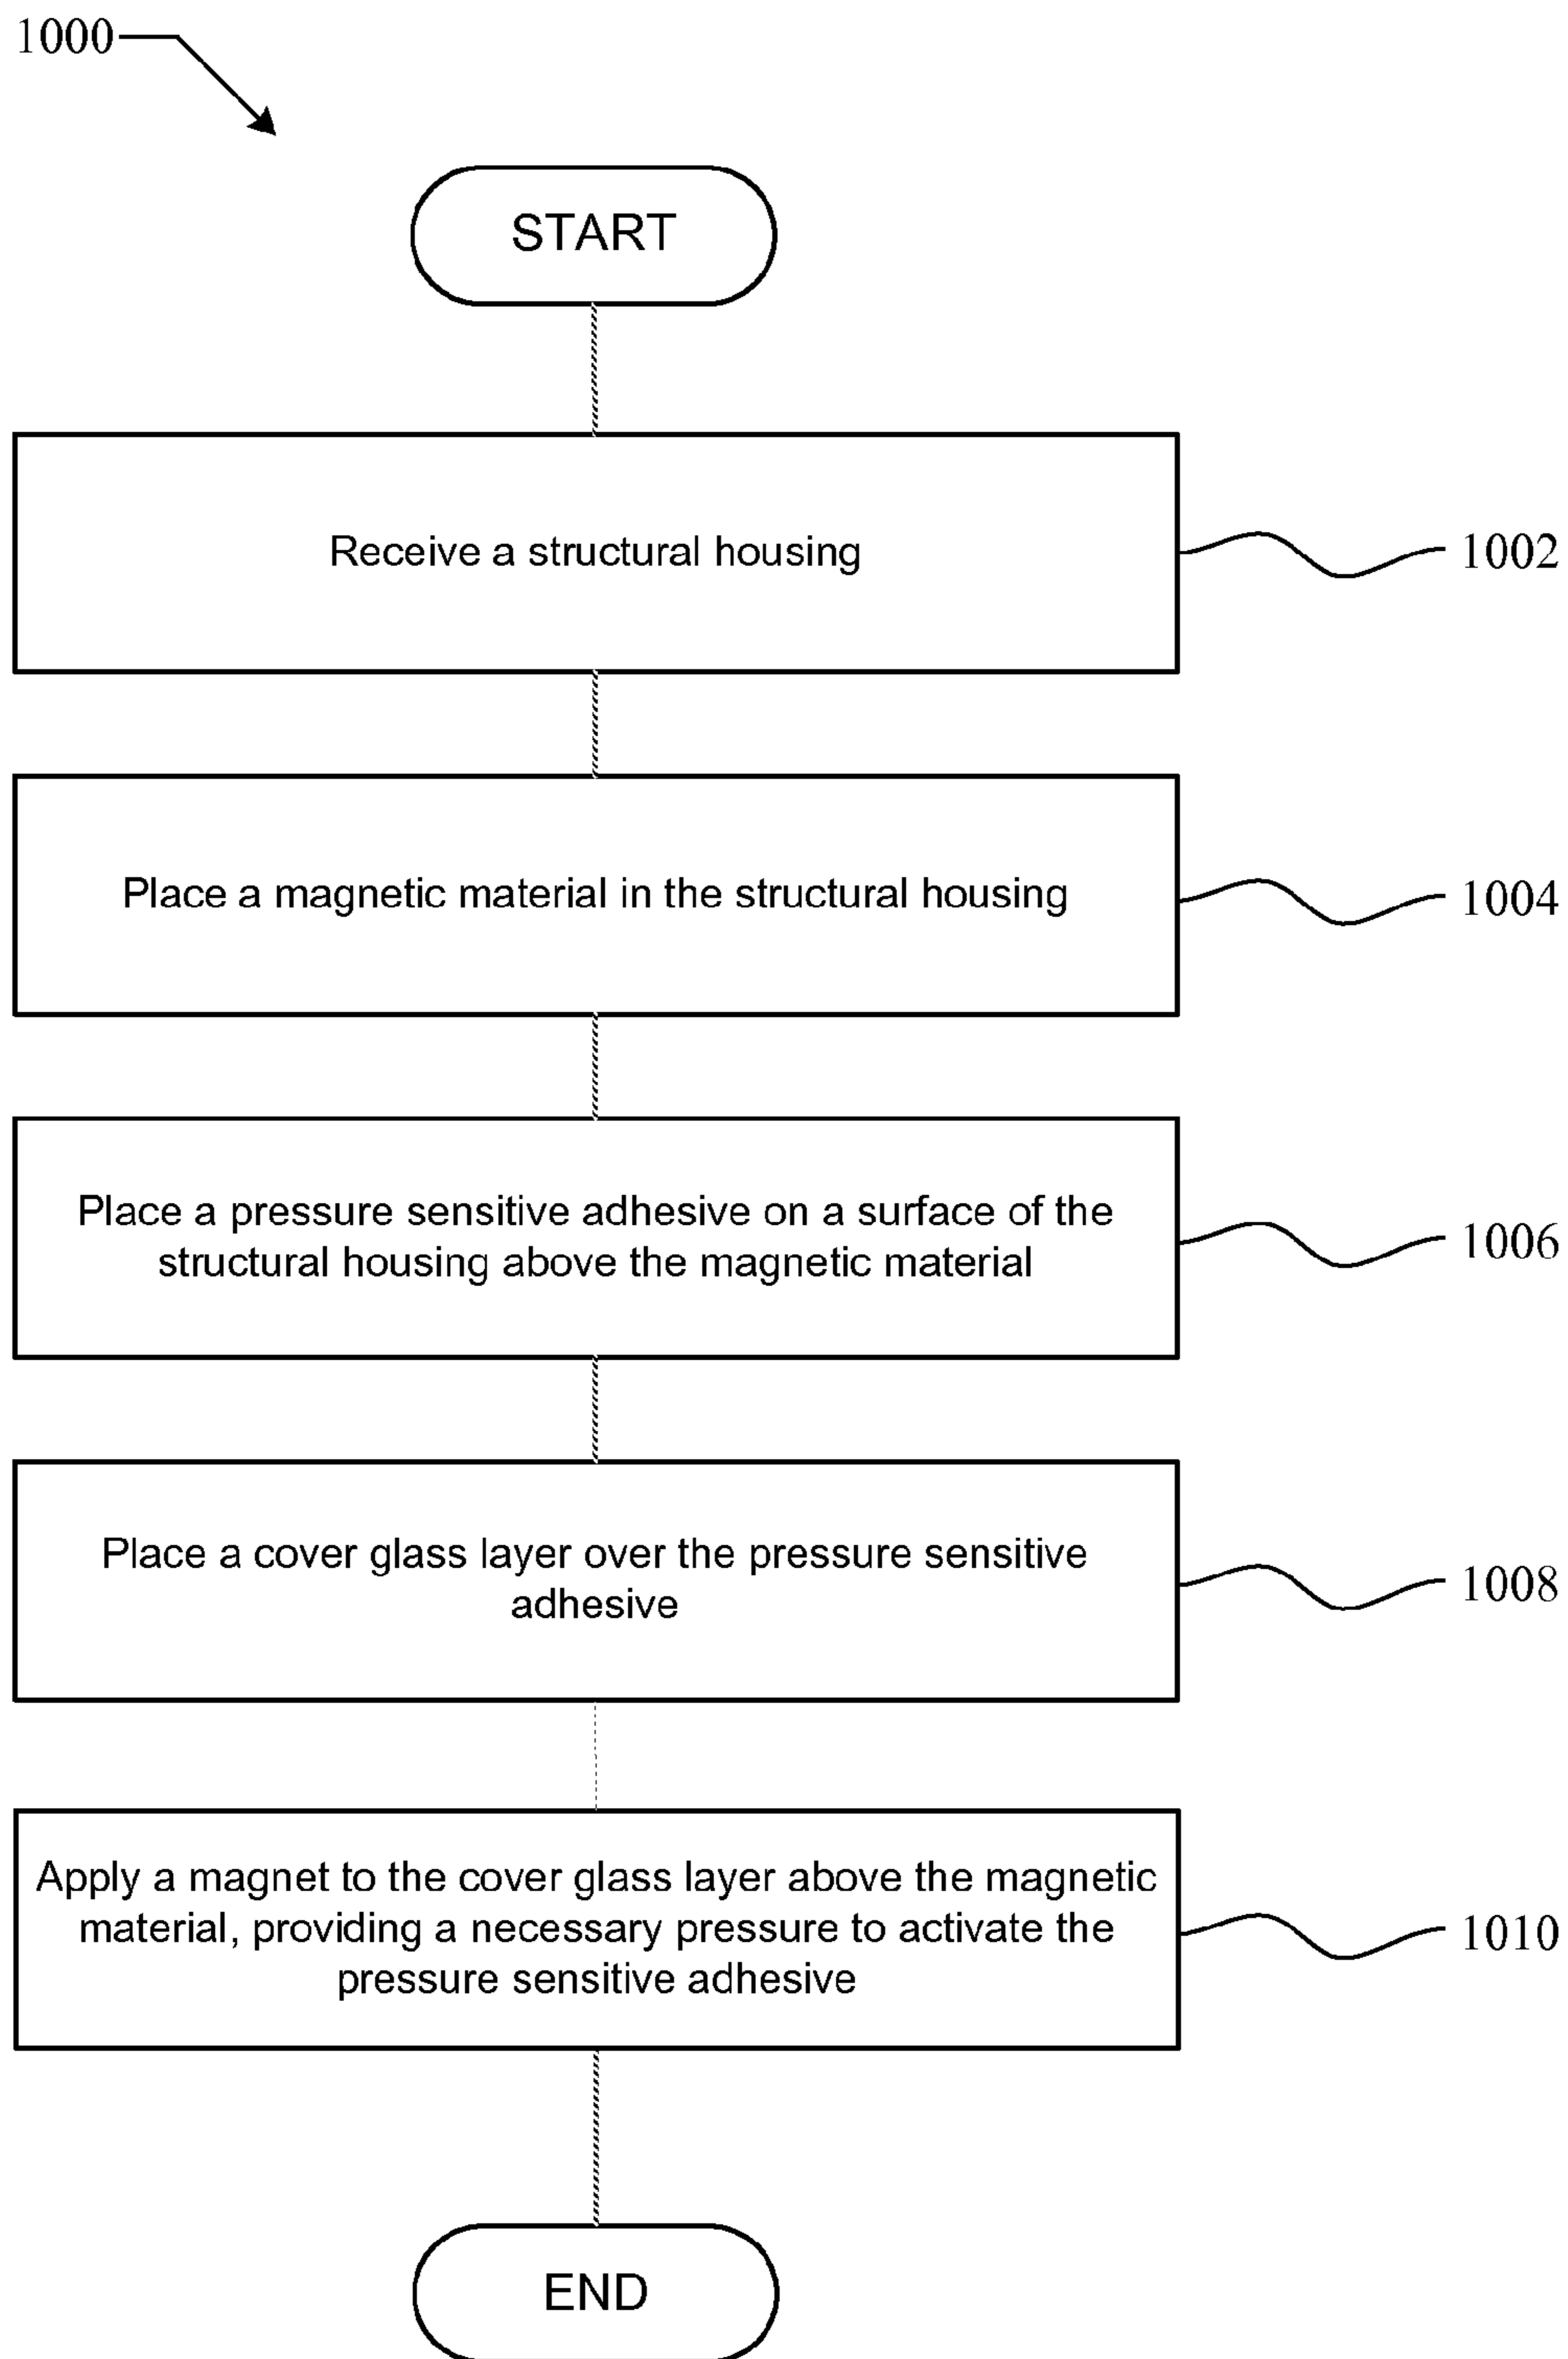 1000
START
Receive a structural housing
1002
Place a magnetic material in the structural housing
1004
Place a pressure sensitive adhesive on a surface of the
structural housing above the magnetic material
1006
Place a cover glass layer over the pressure sensitive
adhesive
1008
Apply a magnet to the cover glass layer above the magnetic
material, providing a necessary pressure to activate the
pressure sensitive adhesive
1010
END